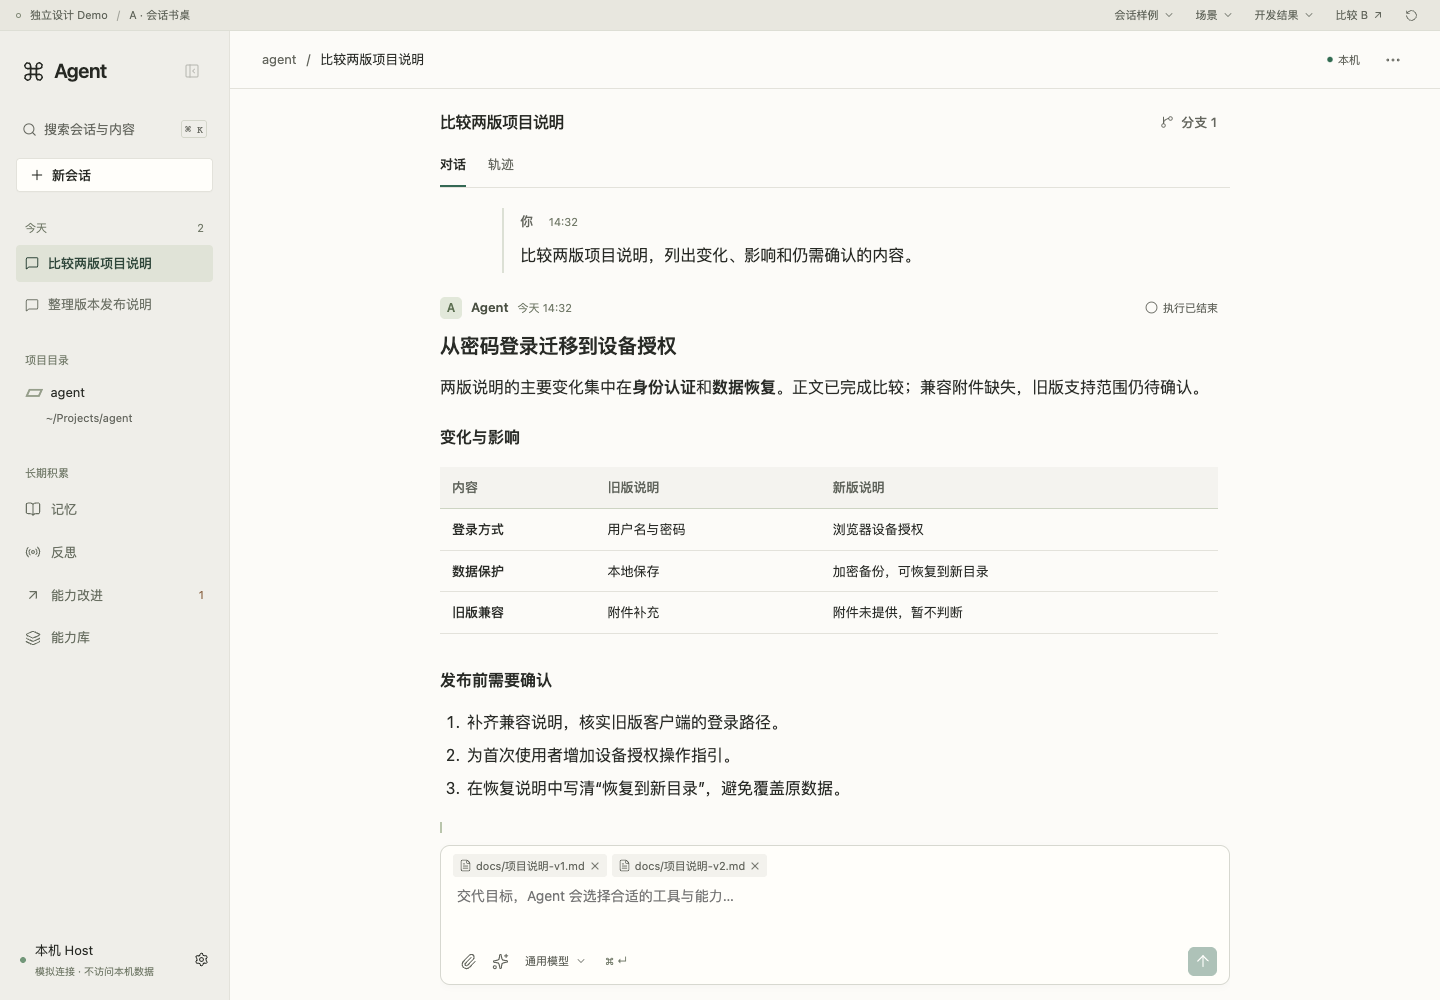 独立设计 Demo / A · 会话书桌
会话样例 场景 开发结果 比较 B
Agent
搜索会话与内容 ⌘ K
新会话
今天 2
比较两版项目说明
整理版本发布说明
项目目录
agent
~/Projects/agent
长期积累
记忆
反思
能力改进 1
能力库
本机 Host
模拟连接 · 不访问本机数据
agent / 比较两版项目说明
本机
比较两版项目说明
分支 1
对话 轨迹
你 14:32
比较两版项目说明，列出变化、影响和仍需确认的内容。
A Agent 今天 14:32
执行已结束
从密码登录迁移到设备授权
两版说明的主要变化集中在身份认证和数据恢复。正文已完成比较；兼容附件缺失，旧版支持范围仍待确认。
变化与影响
内容 旧版说明 新版说明
登录方式 用户名与密码 浏览器设备授权
数据保护 本地保存 加密备份，可恢复到新目录
旧版兼容 附件补充 附件未提供，暂不判断
发布前需要确认
1. 补齐兼容说明，核实旧版客户端的登录路径。
2. 为首次使用者增加设备授权操作指引。
3. 在恢复说明中写清“恢复到新目录”，避免覆盖原数据。
docs/项目说明-v1.md docs/项目说明-v2.md
交代目标，Agent 会选择合适的工具与能力...
通用模型 ⌘ ↵